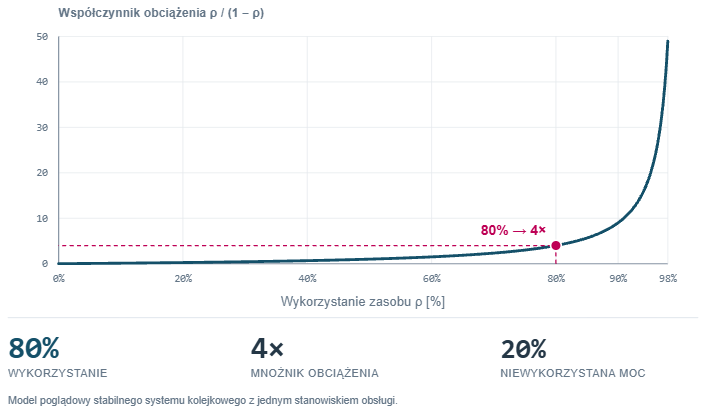 Współczynnik obciążenia ρ / (1 – ρ)
50
40
30
20
10
0
80% → 4×
0% 20% 40% 60% 80% 90% 98%
Wykorzystanie zasobu ρ [%]
80% 4× 20%
WYKORZYSTANIE MNOŻNIK OBCIĄŻENIA NIEWYKORZYSTANA MOC
Model poglądowy stabilnego systemu kolejkowego z jednym stanowiskiem obsługi.